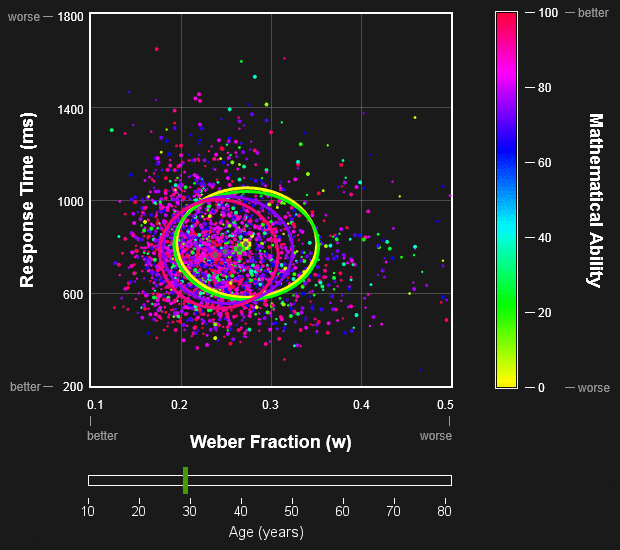 worse
1800
100
better
80
1400
Response Time (ms)
Mathematical Ability
60
1000
40
600
20
better
200
0
worse
0.1
0.2
0.3
0.4
0.5
better
worse
Weber Fraction (w)
10
20
30
40
50
60
70
80
Age (years)